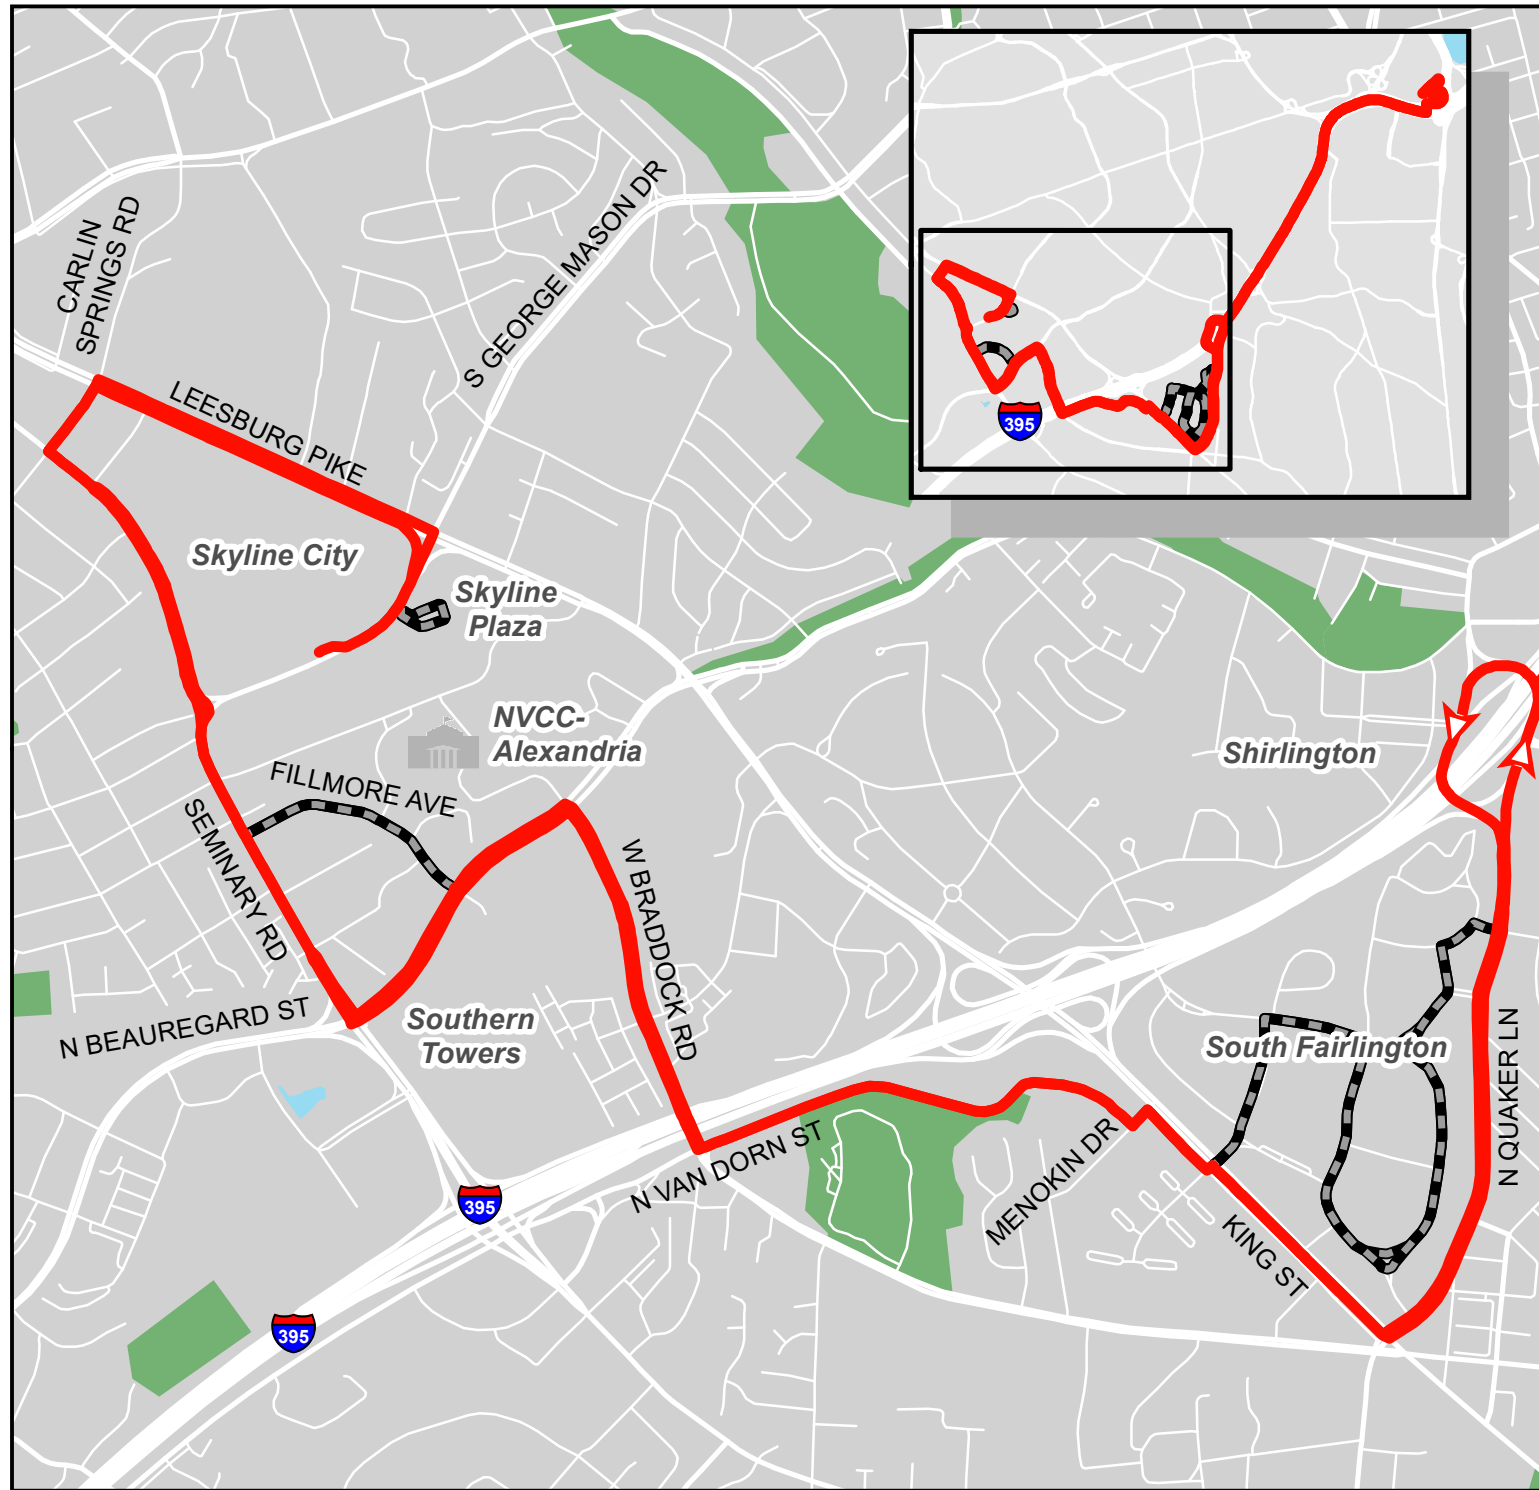 CARLIN
SPRINGS RD
S GEORGE MASON DR
395
LEESBURG PIKE
Skyline City
Skyline
Plaza
NVCC-
Alexandria
Shirlington
FILLMORE AVE
SEMINARY RD
W BRADDOCK RD
N BEAUREGARD ST
Southern
Towers
South Fairlington
N QUAKER LN
N VAN DORN ST
MENOKIN DR
395
KING ST
395